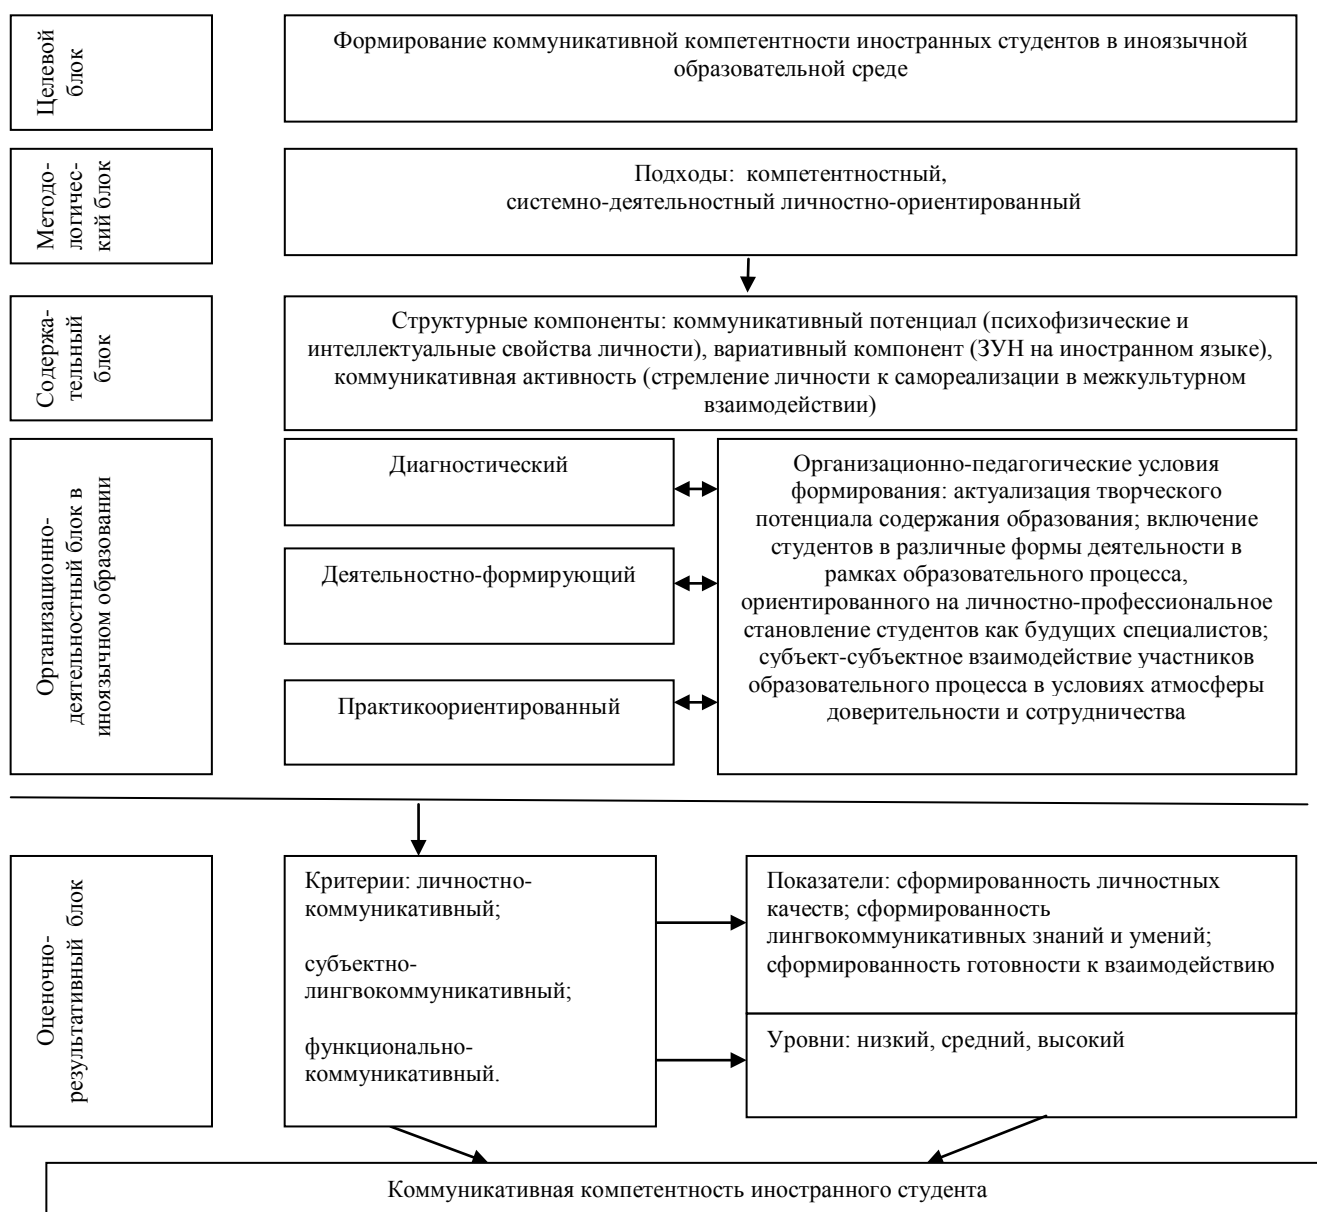 Целевой
блок
Формирование коммуникативной компетентности иностранных студентов в иноязычной
образовательной среде
Методо-
логичес-
кий блок
Подходы: компетентностный,
системно-деятельностный личностно-ориентированный
Содержа-
тельный
блок
Структурные компоненты: коммуникативный потенциал (психофизические и
интеллектуальные свойства личности), вариативный компонент (ЗУН на иностранном языке),
коммуникативная активность (стремление личности к самореализации в межкультурном
взаимодействии)
Организационно-
деятельностный блок в
иноязычном образовании
Диагностический
Деятельностно-формирующий
Практикоориентированный
Организационно-педагогические условия
формирования: актуализация творческого
потенциала содержания образования; включение
студентов в различные формы деятельности в
рамках образовательного процесса,
ориентированного на личностно-профессиональное
становление студентов как будущих специалистов;
субъект-субъектное взаимодействие участников
образовательного процесса в условиях атмосферы
доверительности и сотрудничества
Оценочно-
результативный блок
Критерии: личностно-
коммуникативный;
субъектно-
лингвокоммуникативный;
функционально-
коммуникативный.
Показатели: сформированность личностных
качеств; сформированность
лингвокоммуникативных знаний и умений;
сформированность готовности к взаимодействию
Уровни: низкий, средний, высокий
Коммуникативная компетентность иностранного студента